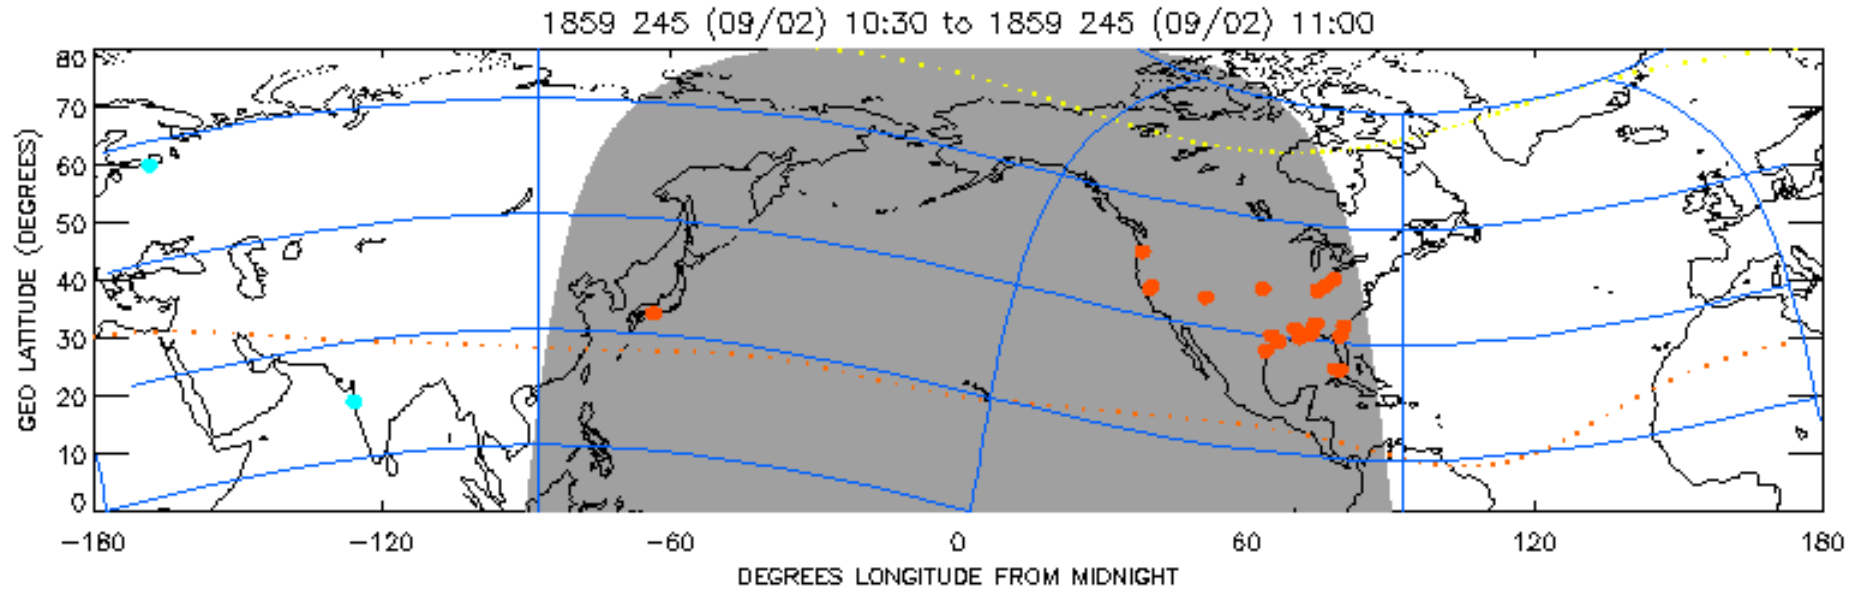 1859 245 (09/02) 10:30 to 1859 245 (09/02) 11:00
GEO LATITUDE (DEGREES)
80
70
60
50
40
30
20
10
0
-180 -120 -60 0 60 120 180
DEGREES LONGITUDE FROM MIDNIGHT